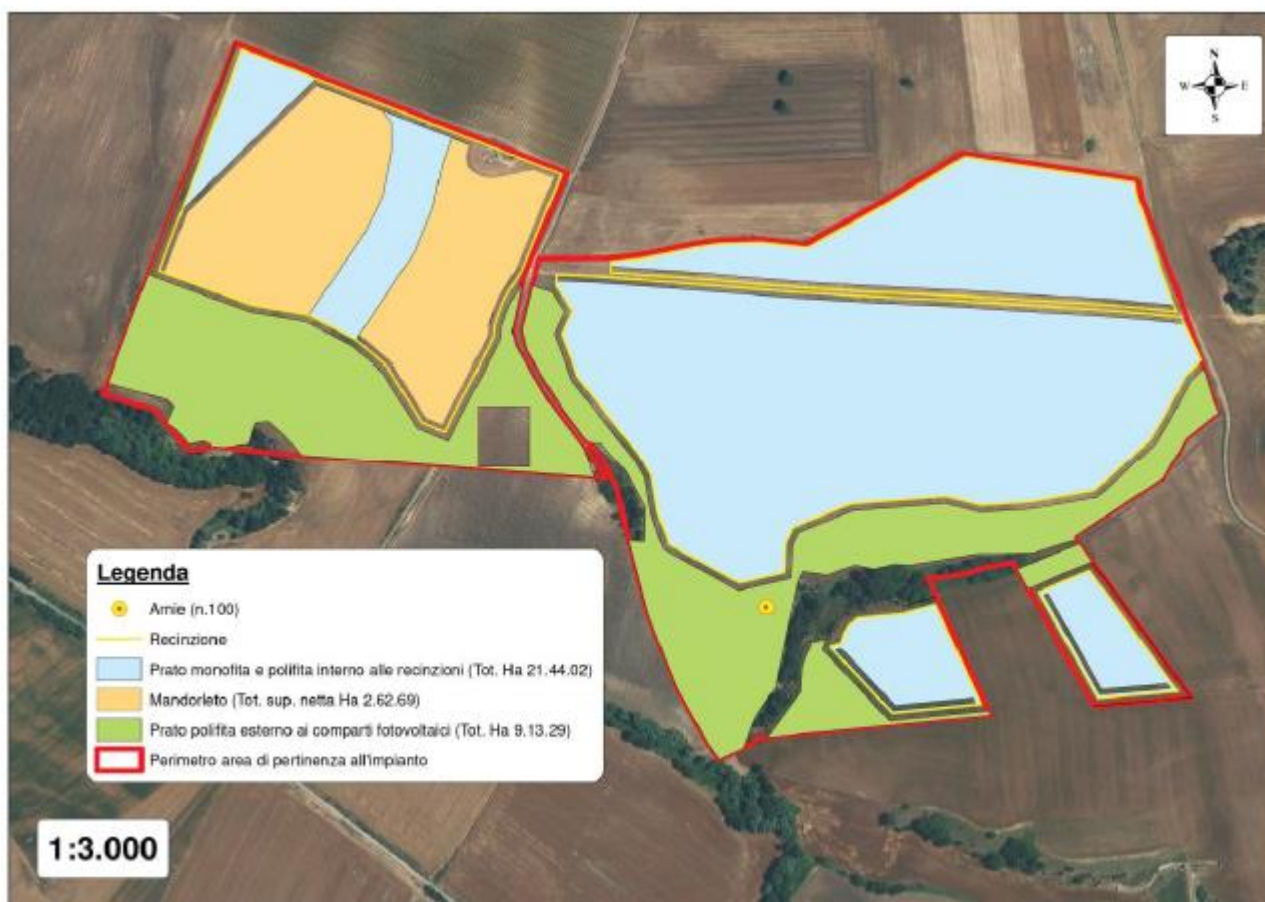 N
W E
S
Legenda
Arnie (n.100)
Recinzione
Prato monofita e polifita interno alle recinzioni (Tot. Ha 21.44.02)
Mandorleto (Tot. sup. netta Ha 2.62.69)
Prato polifita esterno ai comparti fotovoltaici (Tot. Ha 9.13.29)
Perimetro area di pertinenza all'impianto
1:3.000